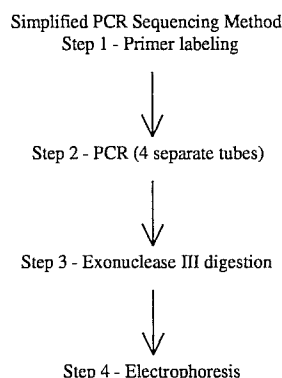 Simplified PCR Sequencing Method
Step 1 - Primer labeling
Step 2 - PCR (4 separate tubes)
Step 3 - Exonuclease III digestion
Step 4 - Electrophoresis